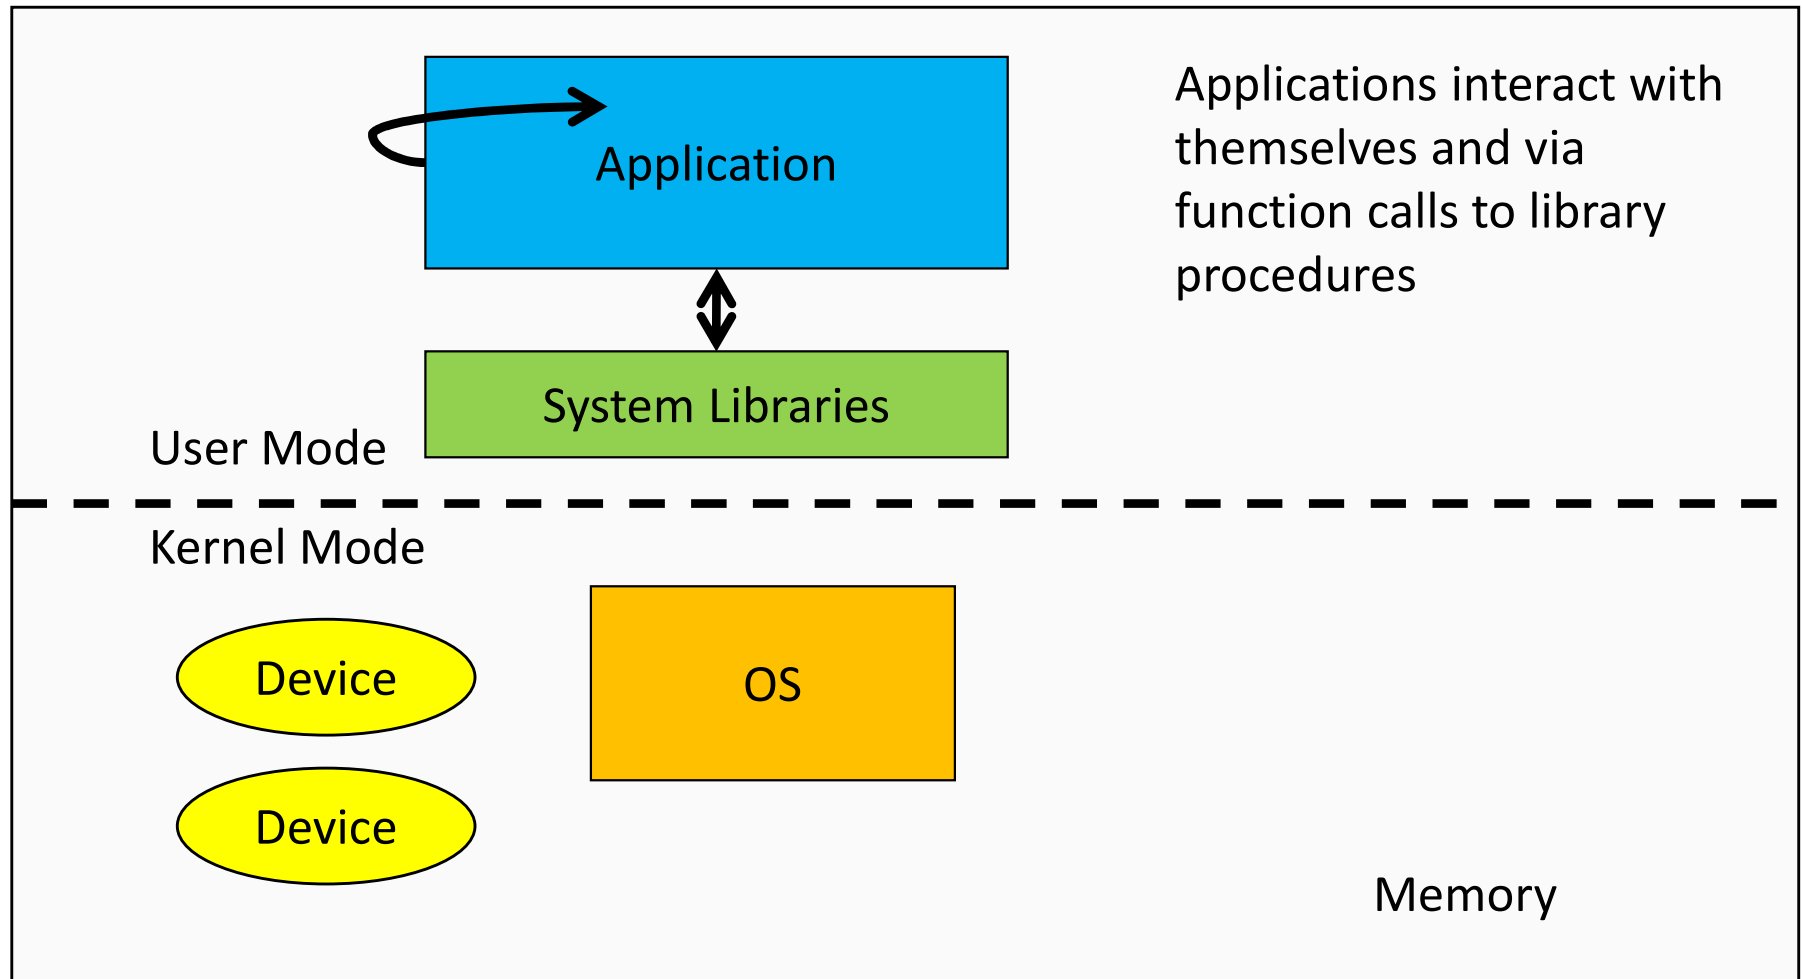 Applications interact with
themselves and via
function calls to library
procedures
Application
System Libraries
User Mode
Kernel Mode
Device
OS
Device
Memory